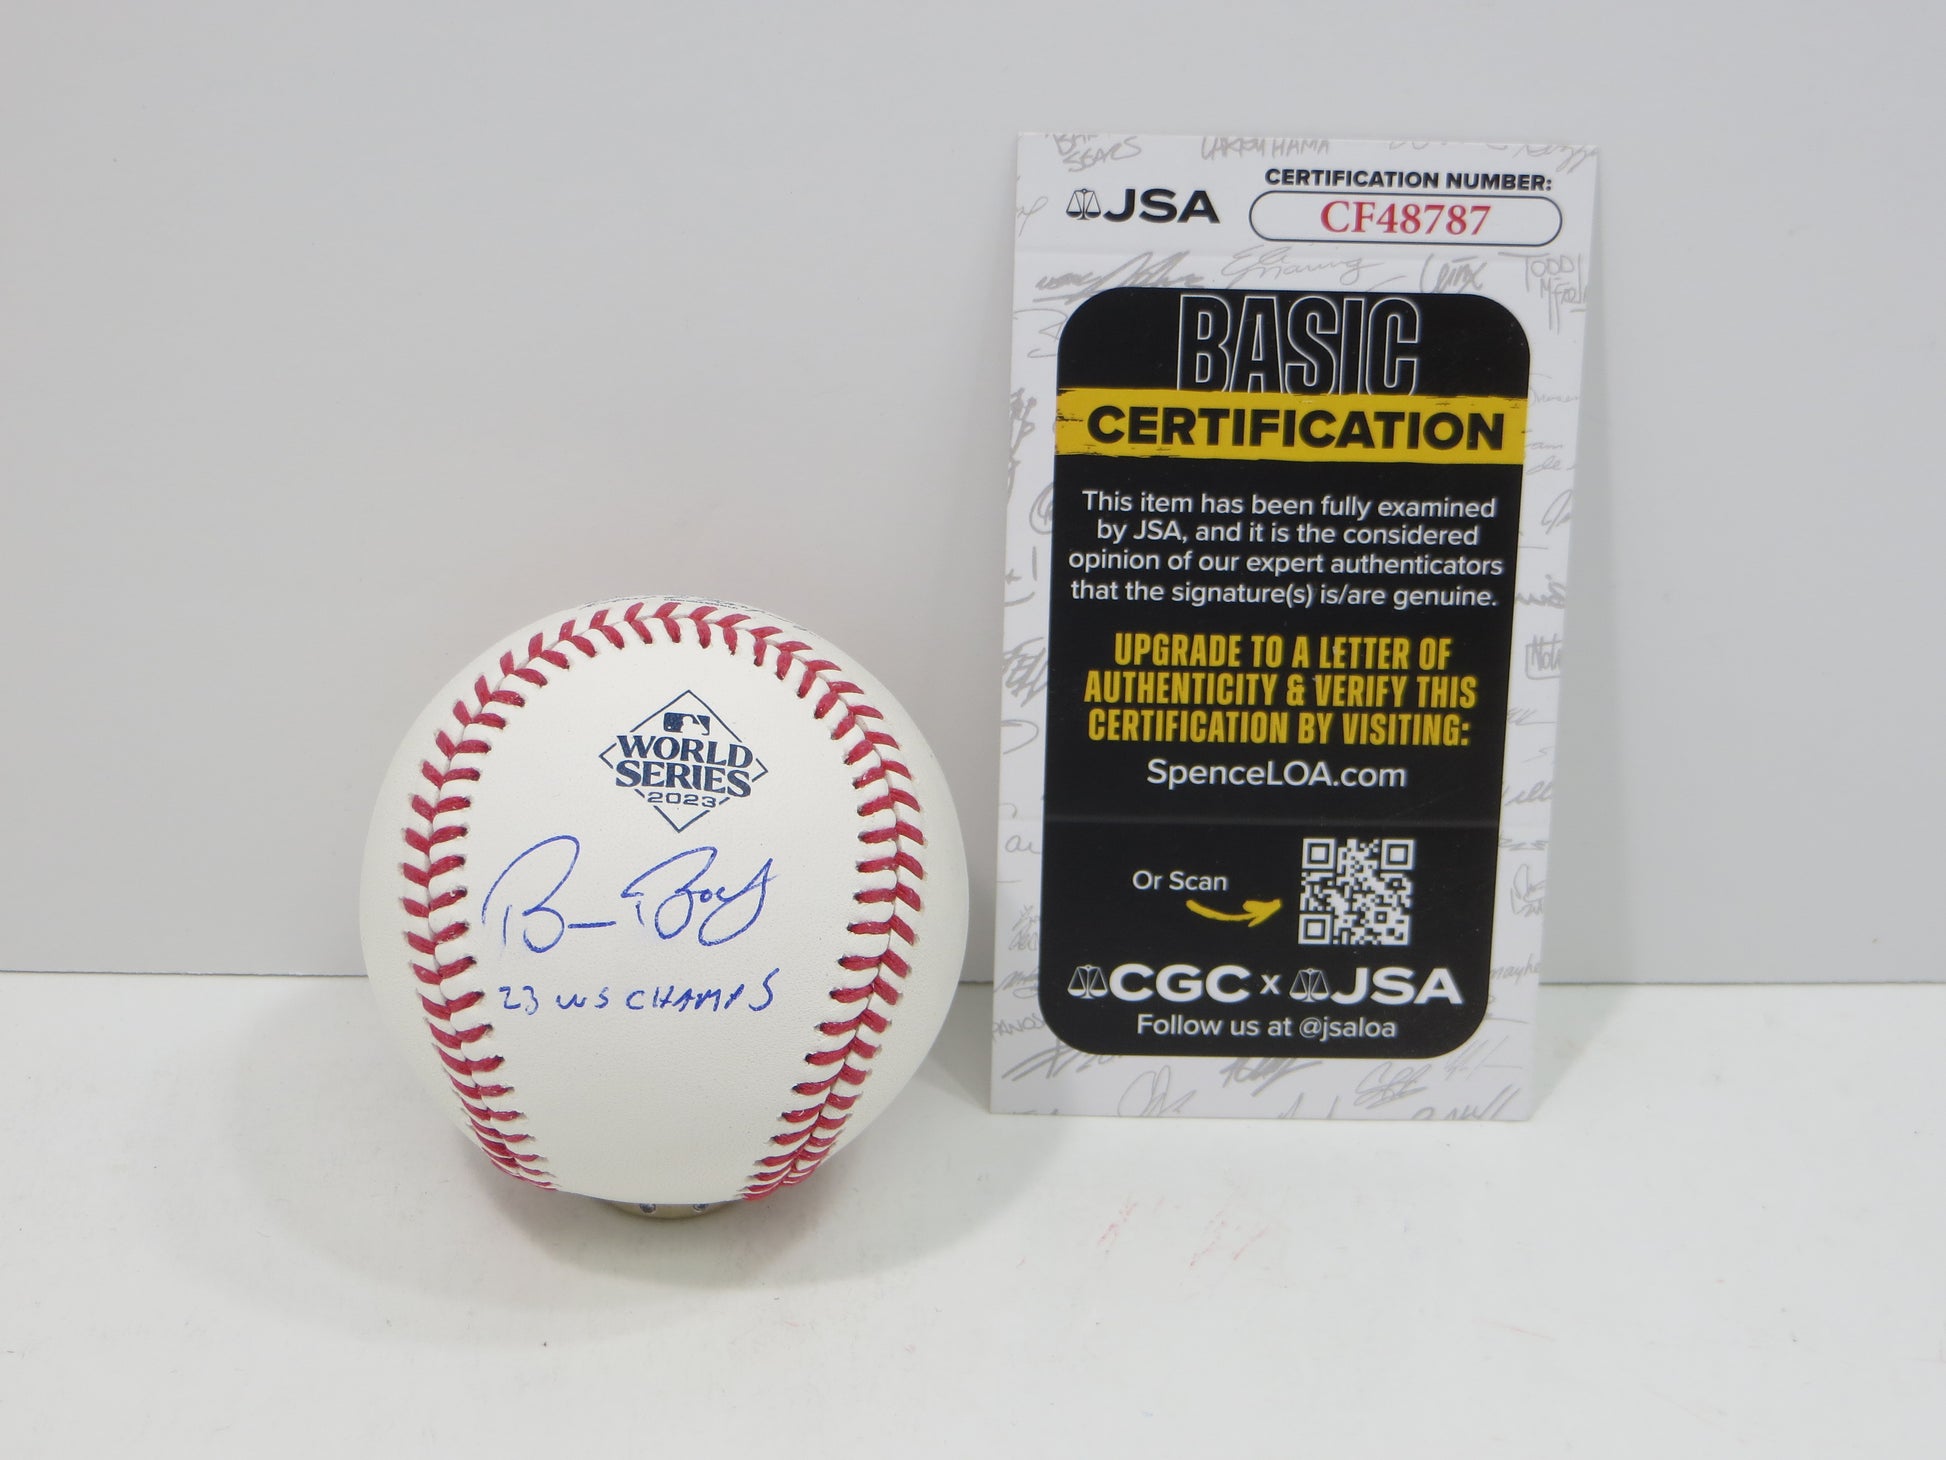 WORLD
SERIES
2023
Bruce Bochy
23 WS CHAMPS
JSA
CERTIFICATION NUMBER:
CF48787
BASIC
CERTIFICATION
This item has been fully examined
by JSA, and it is the considered
opinion of our expert authenticators
that the signature(s) is/are genuine.
UPGRADE TO A LETTER OF
AUTHENTICITY & VERIFY THIS
CERTIFICATION BY VISITING:
SpenceLOA.com
Or Scan
CGC x JSA
Follow us at @jsaloa